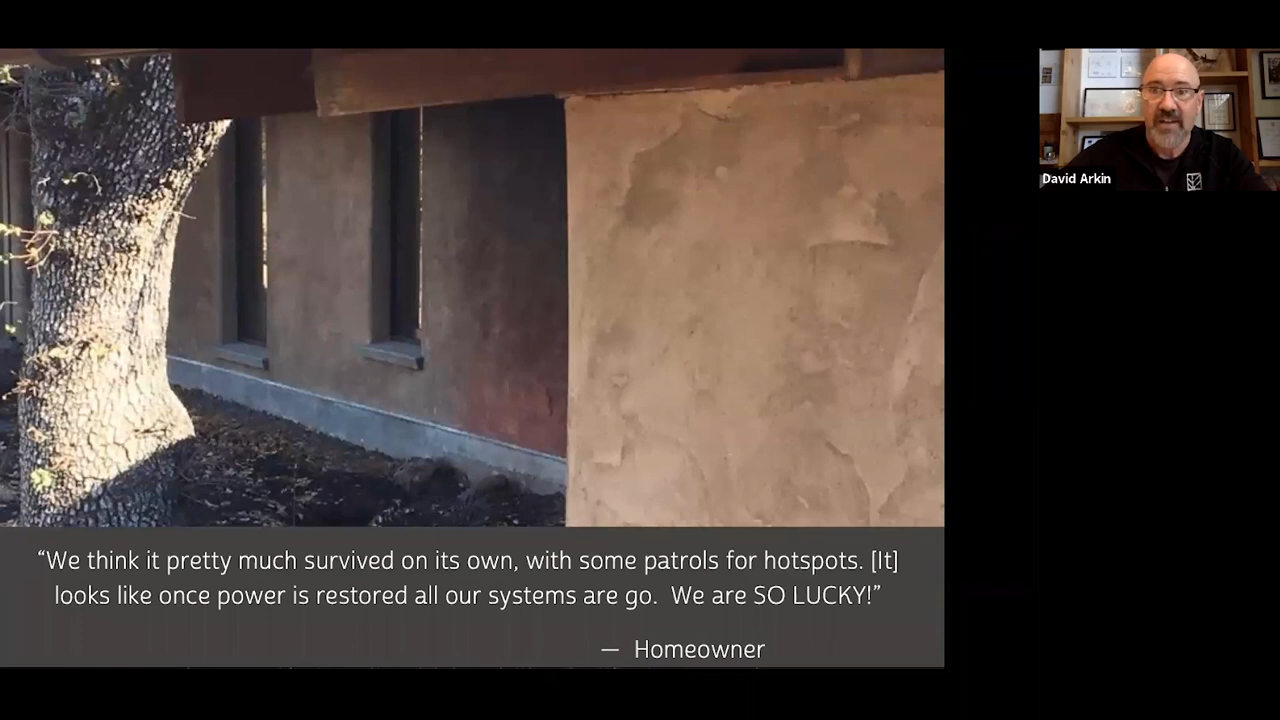 “We think it pretty much survived on its own, with some patrols for hotspots. [It]
looks like once power is restored all our systems are go.  We are SO LUCKY!”
— Homeowner
David Arkin